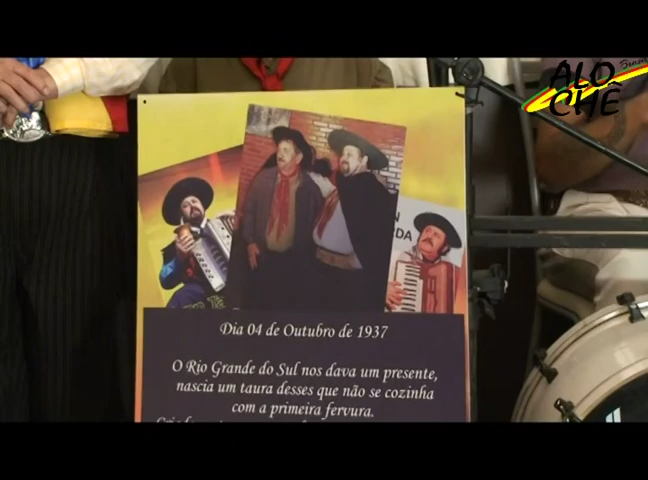 ALO
CHÊ
DA
Dia 04 de Outubro de 1937
O Rio Grande do Sul nos dava um presente,
nascia um taura desses que não se cozinha
com a primeira fervura.